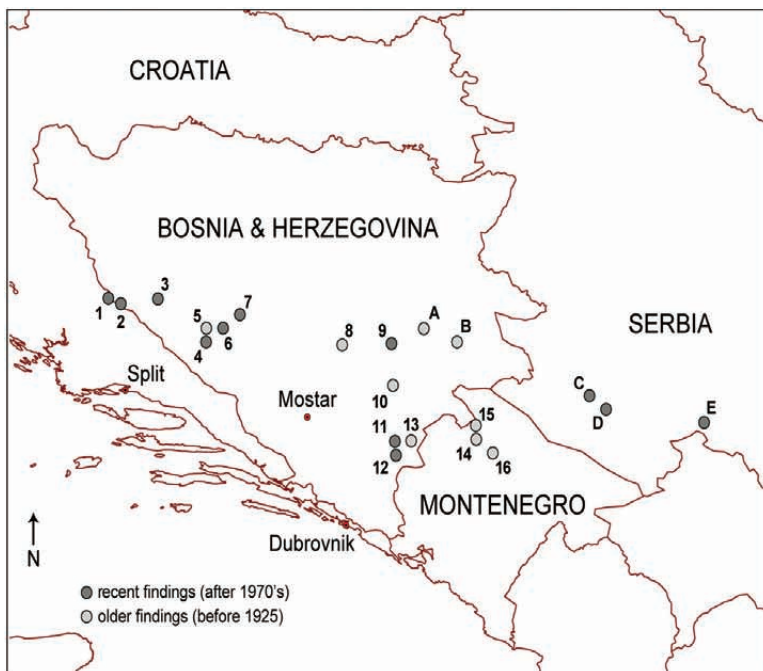 CROATIA
BOSNIA & HERZEGOVINA
1
2
3
5
4
6
7
8
9
A
B
SERBIA
Split
C
D
E
Mostar
10
11
13
12
15
14
16
MONTENEGRO
Dubrovnik
N
recent findings (after 1970's)
older findings (before 1925)